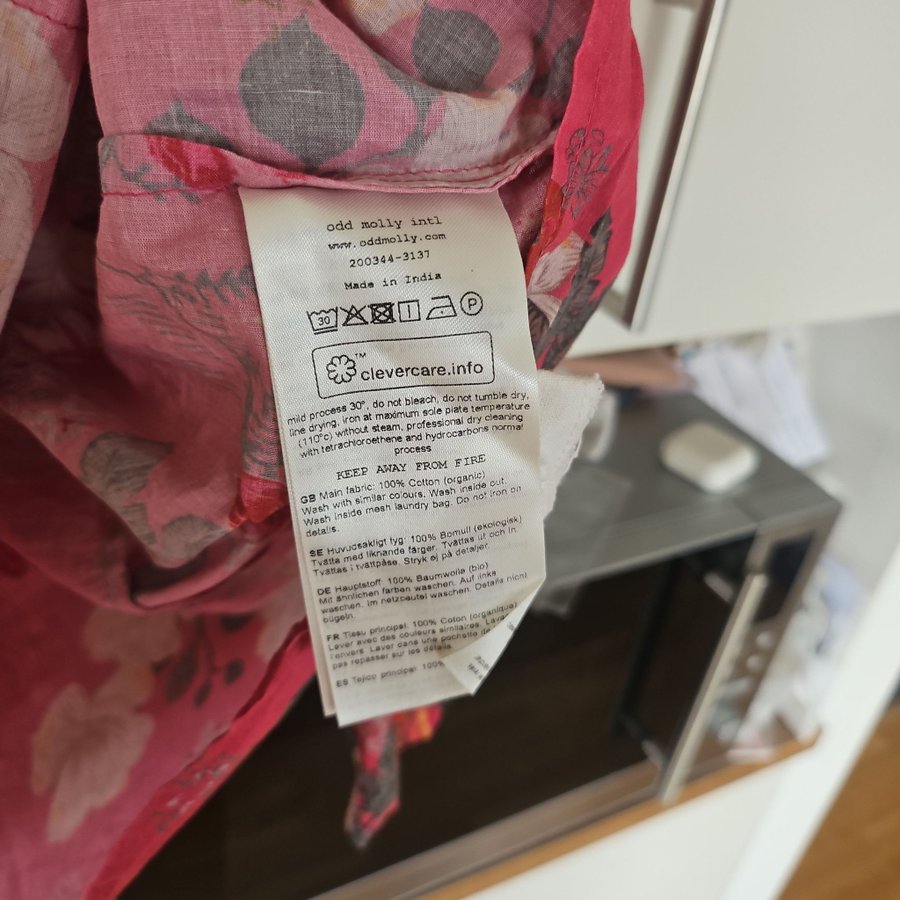 odd molly intl
www.oddmolly.com
200344-3137
Made in India
30 P
™
clevercare.info
mild process 30°, do not bleach, do not tumble dry,
line drying, iron at maximum sole plate temperature
(110°c) without steam, professional dry cleaning
with tetrachloroethene and hydrocarbons normal
process
KEEP AWAY FROM FIRE
GB Main fabric: 100% Cotton (organic)
Wash with similar colours. Wash inside out.
Wash inside mesh laundry bag. Do not iron on
details.
SE Huvudsakligt tyg: 100% Bomull (ekologisk)
Tvätta med liknande färger. Tvättas ut och in.
Tvättas i tvättpåse. Stryk ej på detaljer.
DE Hauptstoff: 100% Baumwolle (bio)
Mit ähnlichen farben waschen. Auf links
waschen. Im netzbeutel waschen. Details nicht
bügeln.
FR Tissu principal: 100% Coton (organique)
Lever avec des couleurs similaires. Laver
l'envers. Laver dans une pochette de
pas repasser sur les détails.
ES Tejido principal: 100%